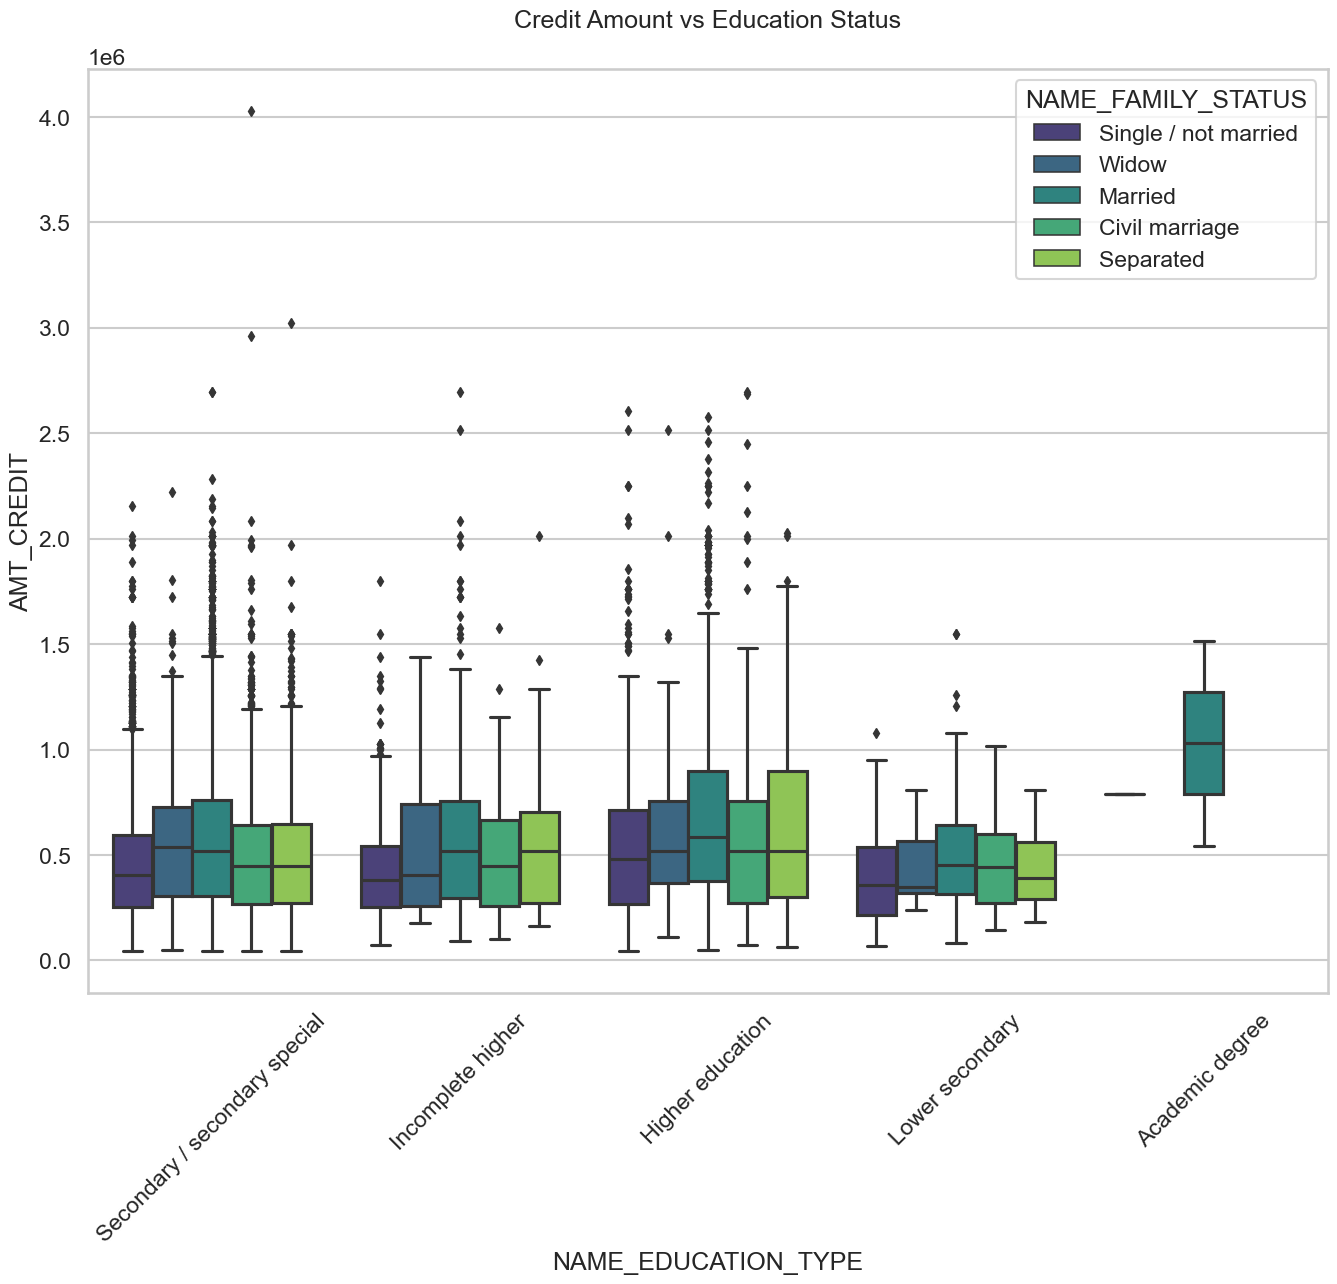 Credit Amount vs Education Status
1e6
4.0
3.5
3.0
2.5
2.0
1.5
1.0
0.5
0.0
AMT_CREDIT
NAME_FAMILY_STATUS
Single / not married
Widow
Married
Civil marriage
Separated
Secondary / secondary special
Incomplete higher
Higher education
Lower secondary
Academic degree
NAME_EDUCATION_TYPE